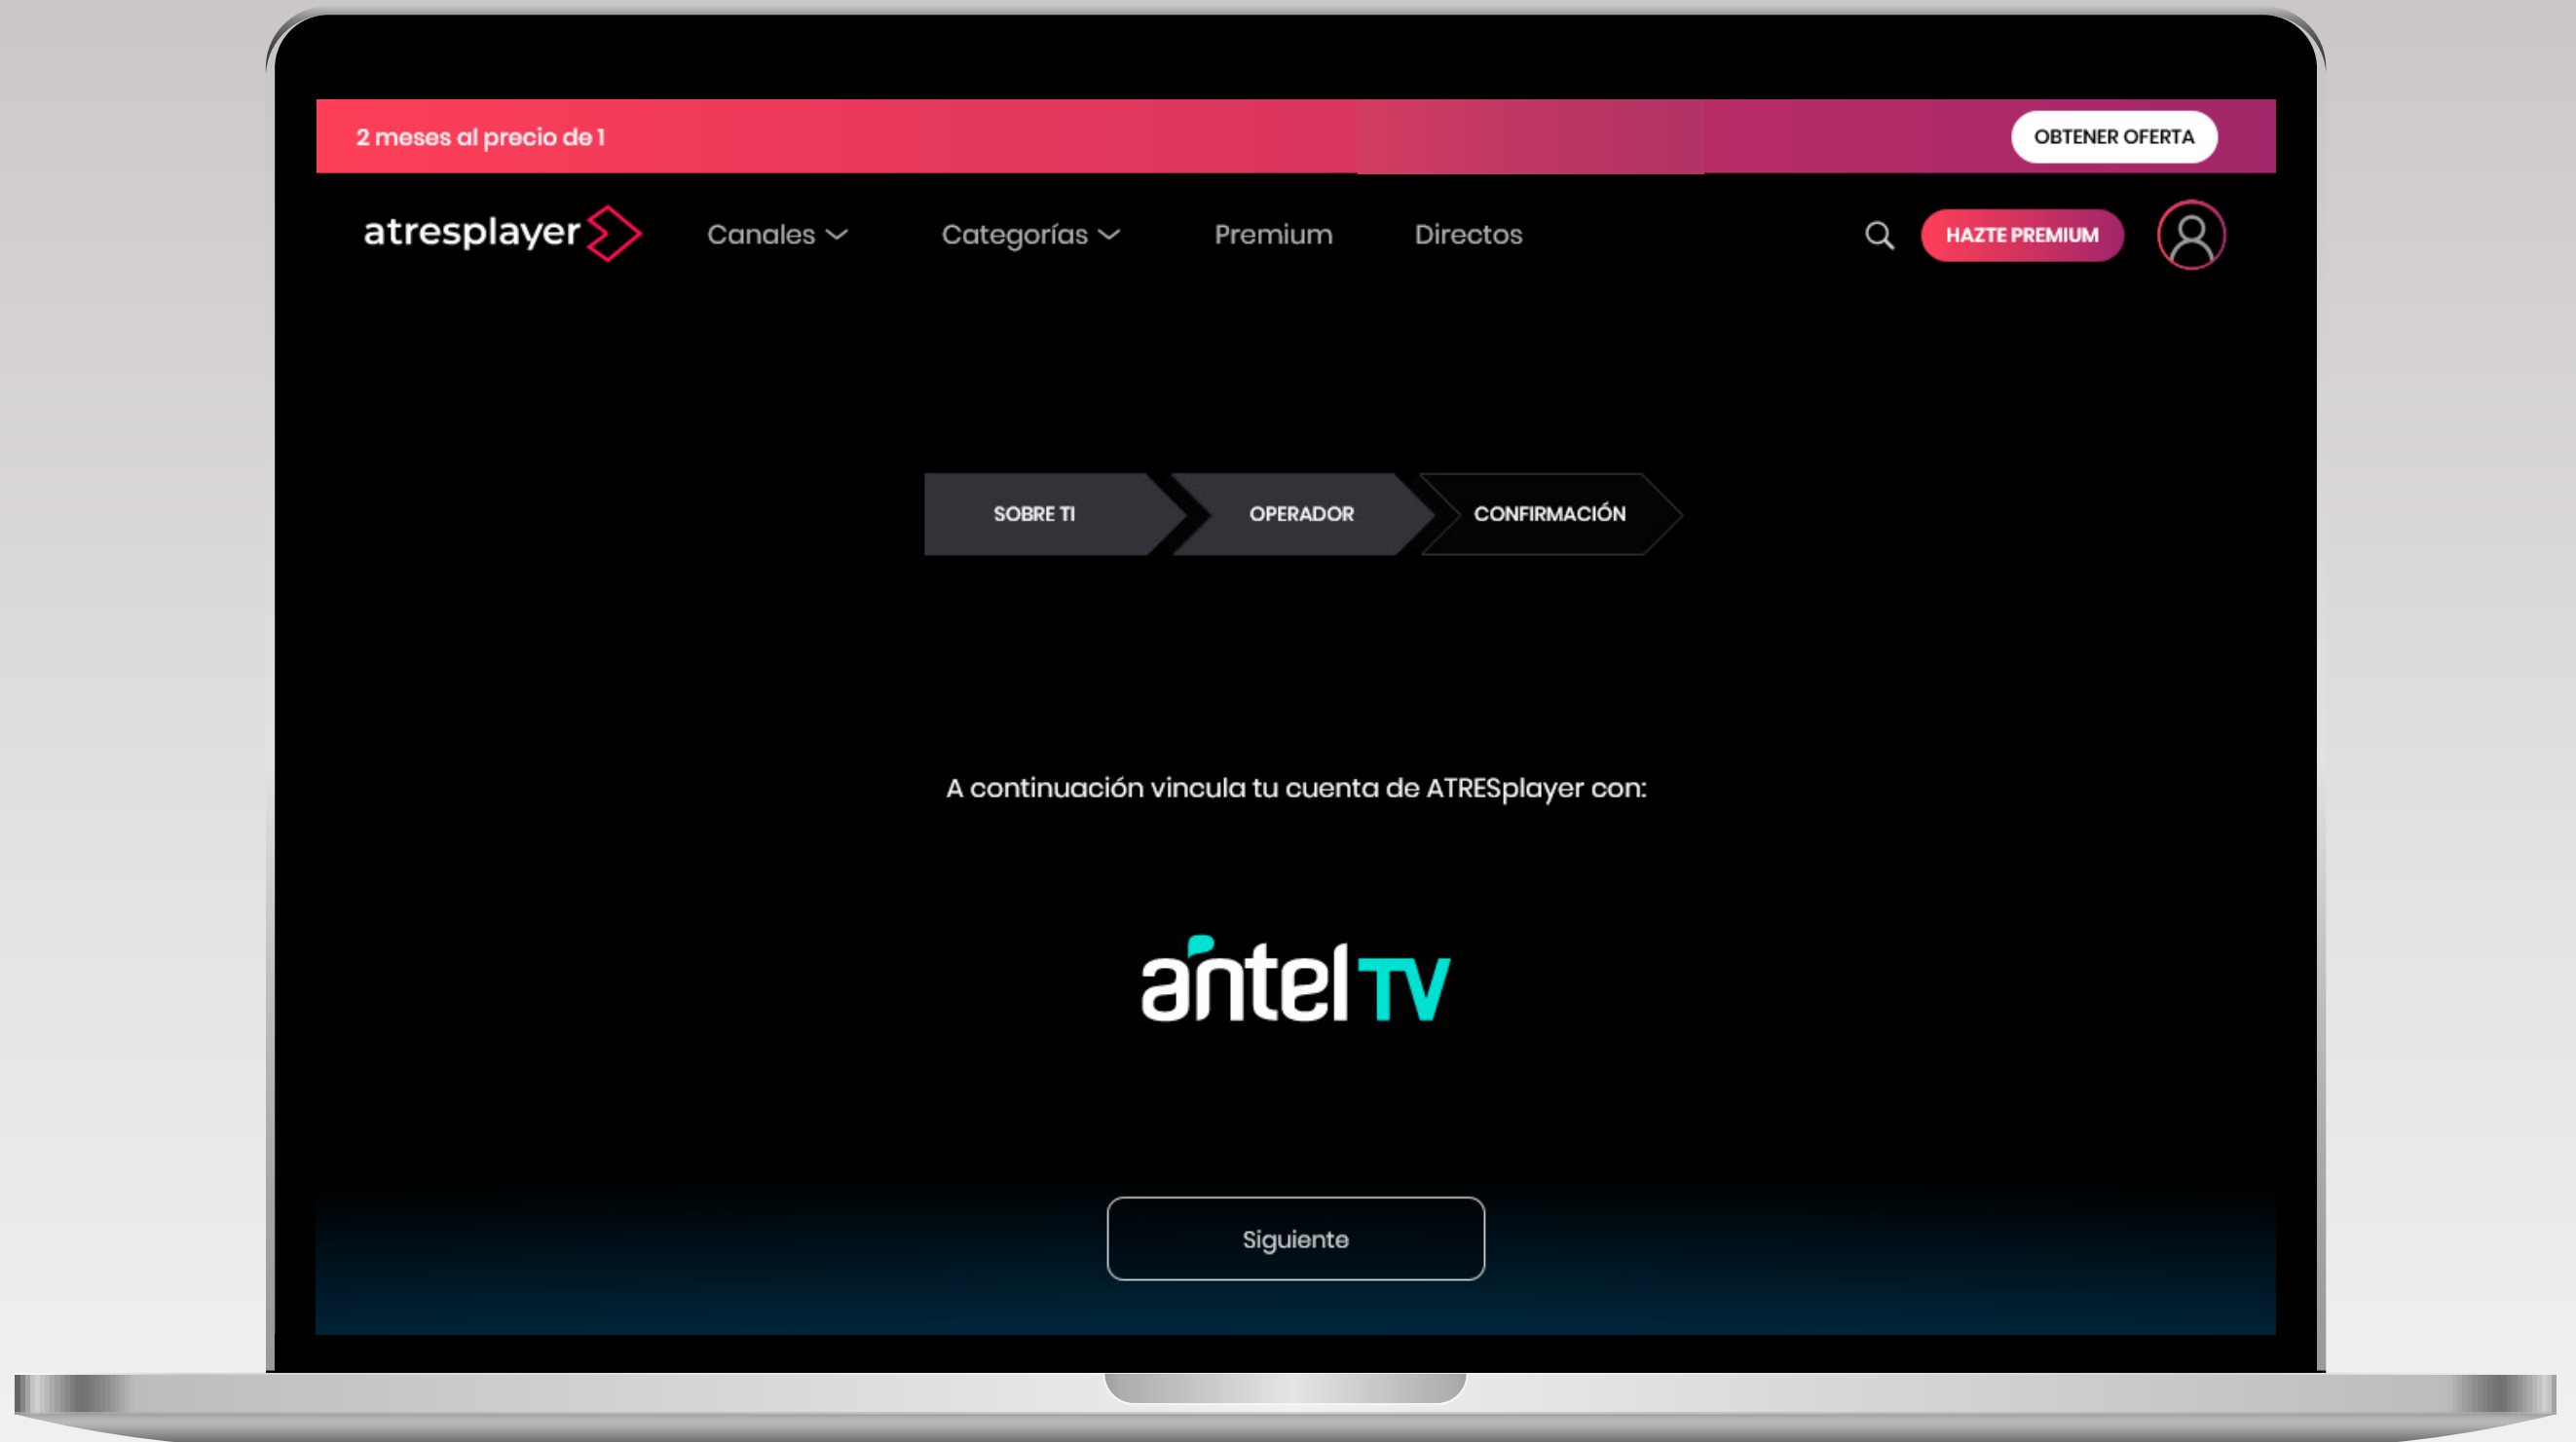 2 meses al precio de 1
OBTENER OFERTA
atresplayer
Canales
Categorías
Premium
Directos
HAZTE PREMIUM
SOBRE TI
OPERADOR
CONFIRMACIÓN
A continuación vincula tu cuenta de ATRESplayer con:
antel TV
Siguiente